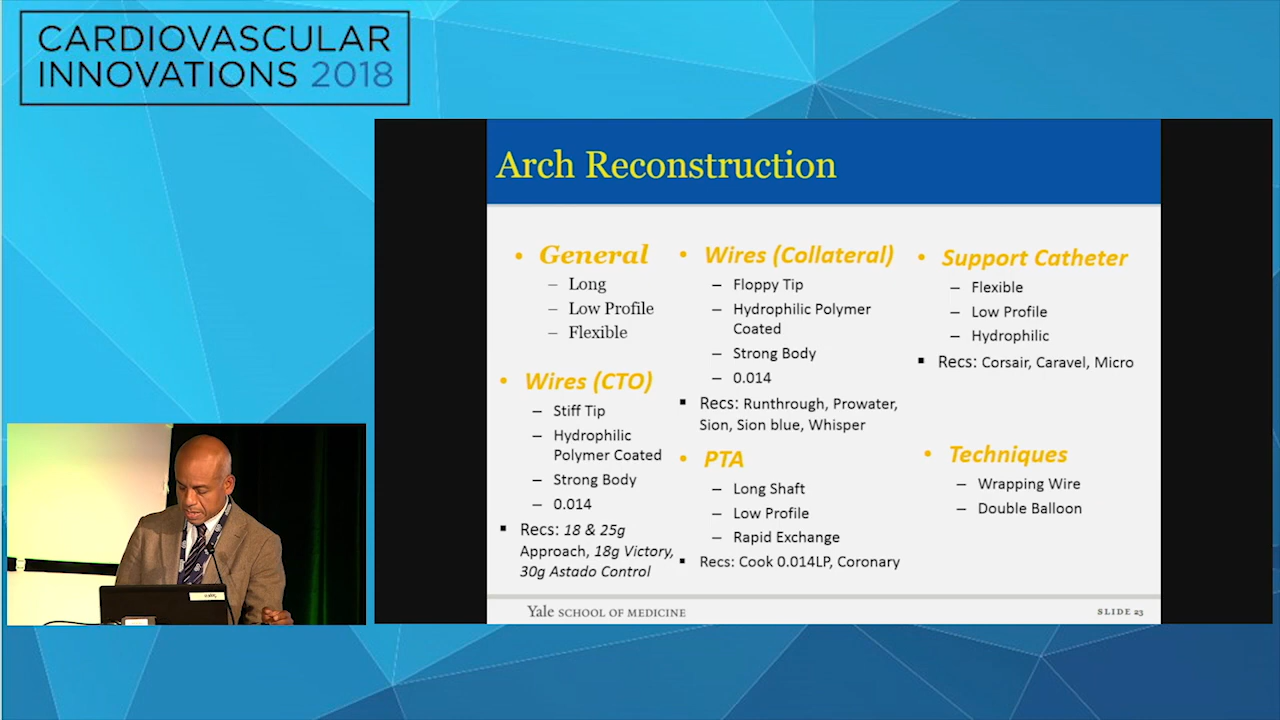 CARDIOVASCULAR
INNOVATIONS 2018
Arch Reconstruction
• General
– Long
– Low Profile
– Flexible
• Wires (CTO)
– Stiff Tip
– Hydrophilic
Polymer Coated
– Strong Body
– 0.014
▪ Recs: 18 & 25g
Approach, 18g Victory,
30g Astado Control
• Wires (Collateral)
– Floppy Tip
– Hydrophilic Polymer
Coated
– Strong Body
– 0.014
▪ Recs: Runthrough, Prowater,
Sion, Sion blue, Whisper
• PTA
– Long Shaft
– Low Profile
– Rapid Exchange
▪ Recs: Cook 0.014LP, Coronary
• Support Catheter
– Flexible
– Low Profile
– Hydrophilic
▪ Recs: Corsair, Caravel, Micro
• Techniques
– Wrapping Wire
– Double Balloon
Yale SCHOOL OF MEDICINE
SLIDE 23